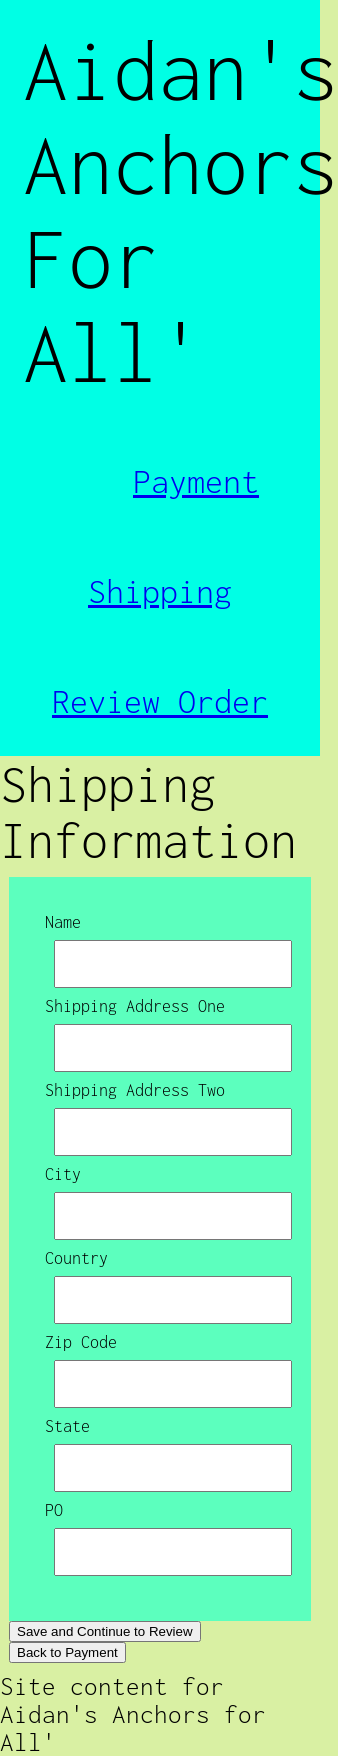 Aidan's
Anchors
For
All'
Payment
Shipping
Review Order
Shipping
Information
Name
Shipping Address One
Shipping Address Two
City
Country
Zip Code
State
PO
Save and Continue to Review
Back to Payment
Site content for
Aidan's Anchors for
All'